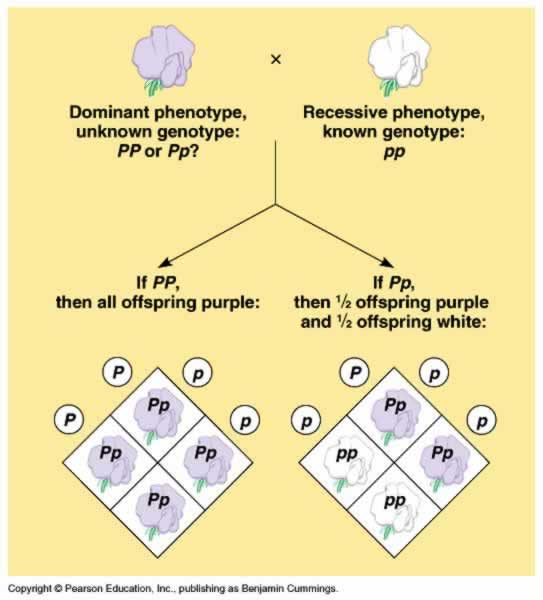 ×
Dominant phenotype,
unknown genotype:
PP or Pp?
Recessive phenotype,
known genotype:
pp
If PP,
then all offspring purple:
If Pp,
then 1/2 offspring purple
and 1/2 offspring white:
P p
P p
Pp
Pp Pp
Pp
P p
p p
Pp
pp Pp
pp
Copyright © Pearson Education, Inc., publishing as Benjamin Cummings.